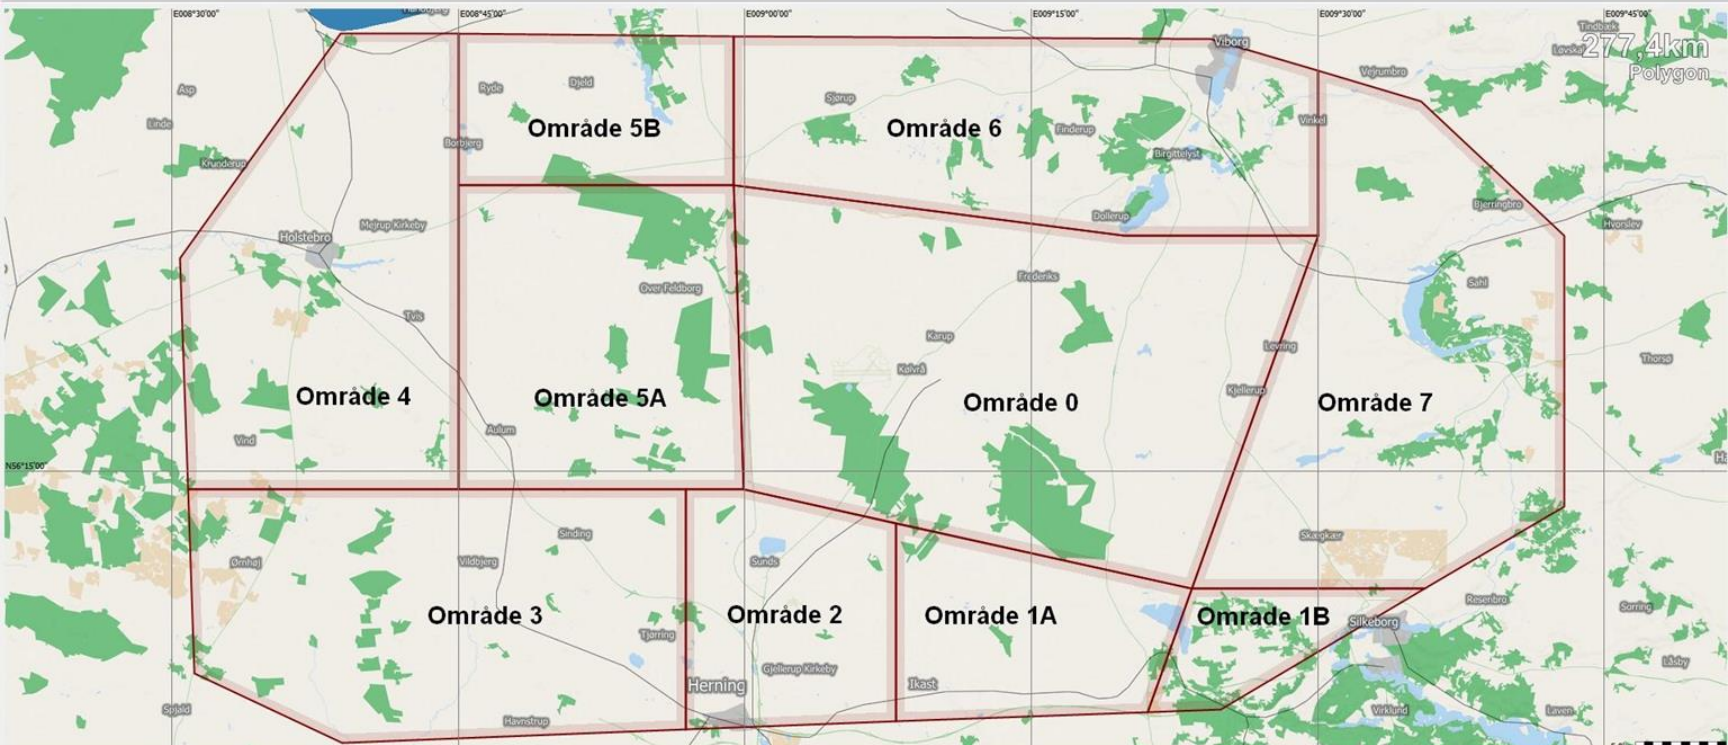 E008°30'00"
E008°45'00"
E009°00'00"
E009°15'00"
E009°30'00"
E009°45'00"
Viborg
277,4km
Polygon
Vejrumbro
Asp
Ryde
Djeld
Sjørup
Linde
Område 5B
Område 6
Finderup
Vinkel
Borbjerg
Krunderup
Birgittelyst
Bjerringbro
Dollerup
Hvorslev
Mejrup Kirkeby
Holstebro
Over Feldborg
Frederiks
Sahl
Tvis
Karup
Levring
Thorsø
Kølvrå
Kjellerup
Område 4
Område 5A
Område 0
Område 7
Vind
Aulum
N56°15'00"
Sinding
Skægkær
Ørnhøj
Vildbjerg
Sunds
Resenbro
Sorring
Område 3
Område 2
Område 1A
Område 1B
Silkeborg
Tjørring
Låsby
Gjellerup Kirkeby
Herning
Ikast
Spjald
Havnstrup
Virklund
Laven